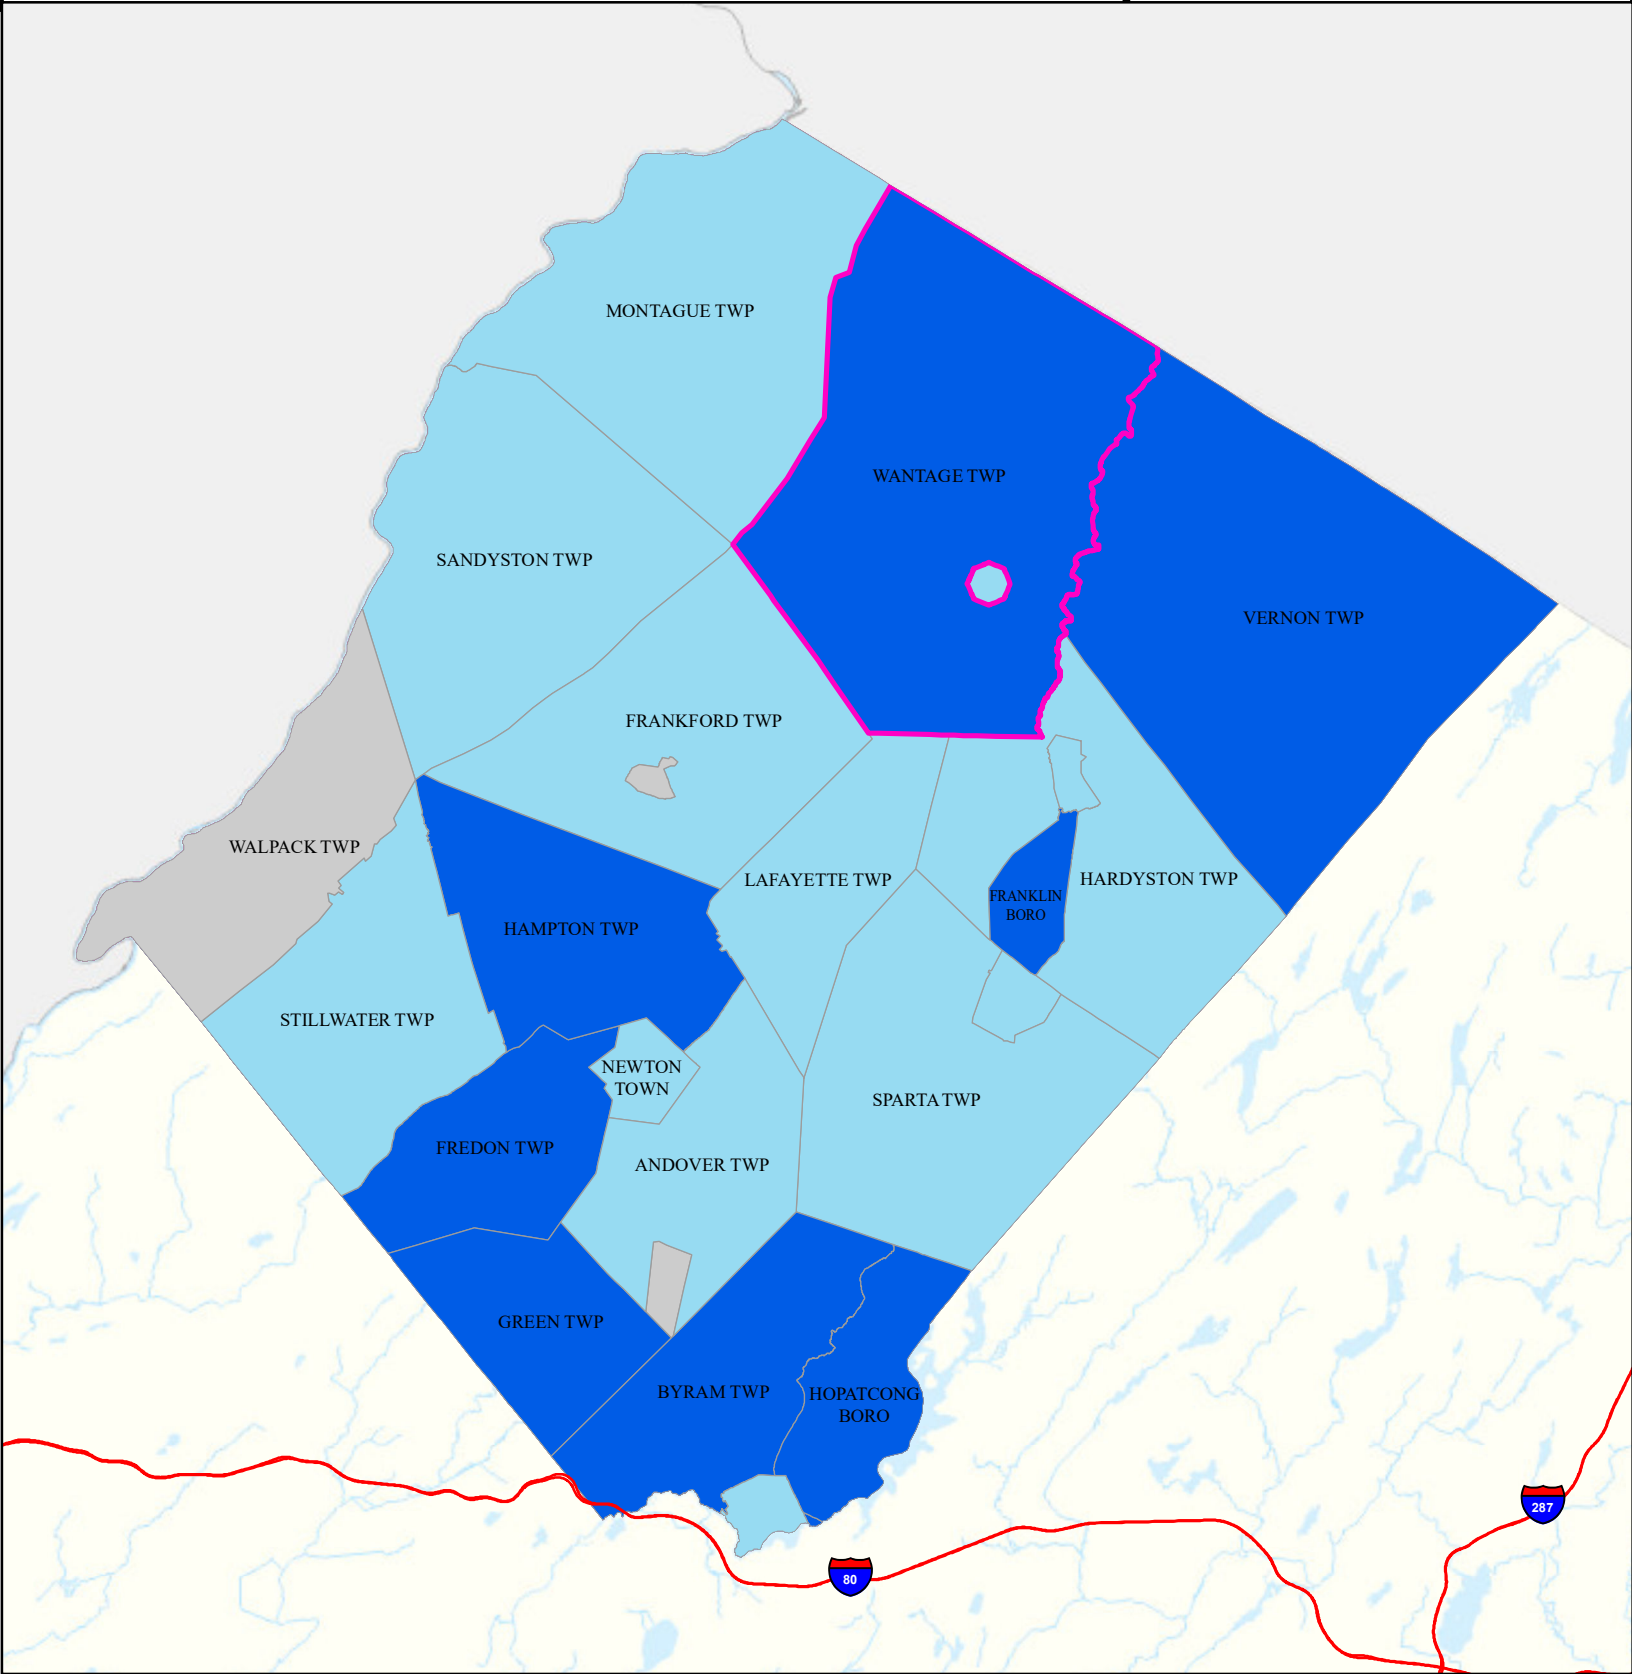 MONTAGUE TWP
WANTAGE TWP
SANDYSTON TWP
VERNON TWP
FRANKFORD TWP
WALPACK TWP
LAFAYETTE TWP
HARDYSTON TWP
FRANKLIN
BORO
HAMPTON TWP
STILLWATER TWP
NEWTON
TOWN
SPARTA TWP
FREDON TWP
ANDOVER TWP
GREEN TWP
BYRAM TWP
HOPATCONG
BORO
287
80